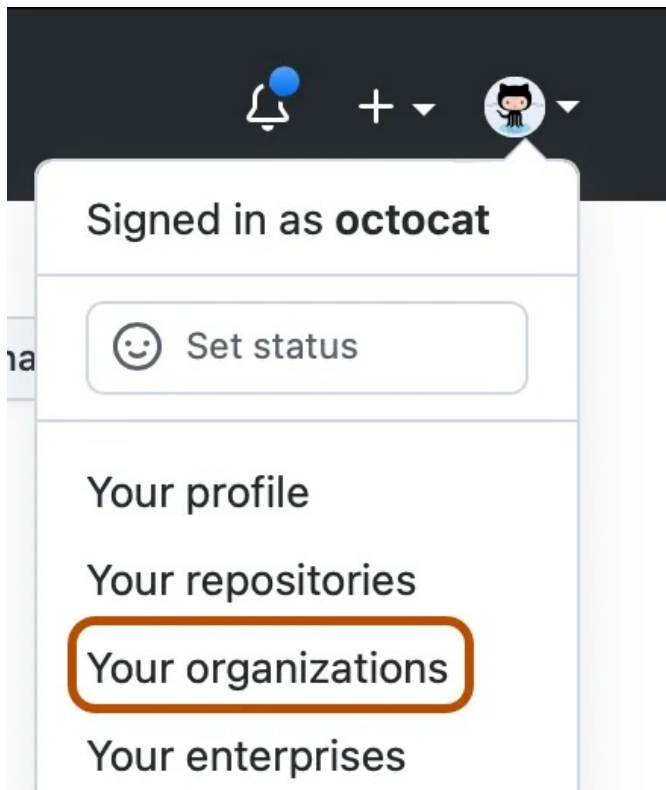 Signed in as octocat
Set status
Your profile
Your repositories
Your organizations
Your enterprises